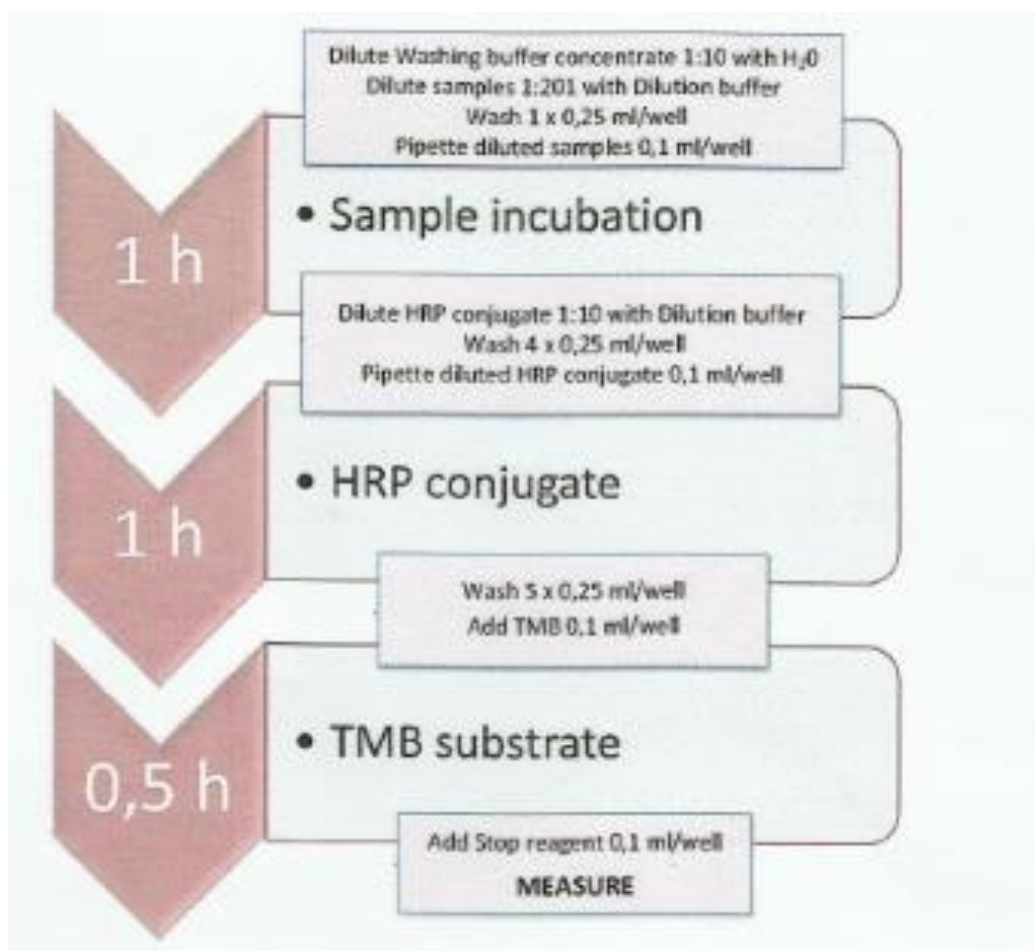 Dilute Washing buffer concentrate 1:10 with H₂0
Dilute samples 1:201 with Dilution buffer
Wash 1 x 0,25 ml/well
Pipette diluted samples 0,1 ml/well
1 h
• Sample incubation
Dilute HRP conjugate 1:10 with Dilution buffer
Wash 4 x 0,25 ml/well
Pipette diluted HRP conjugate 0,1 ml/well
1 h
• HRP conjugate
Wash 5 x 0,25 ml/well
Add TMB 0,1 ml/well
0,5 h
• TMB substrate
Add Stop reagent 0,1 ml/well
MEASURE